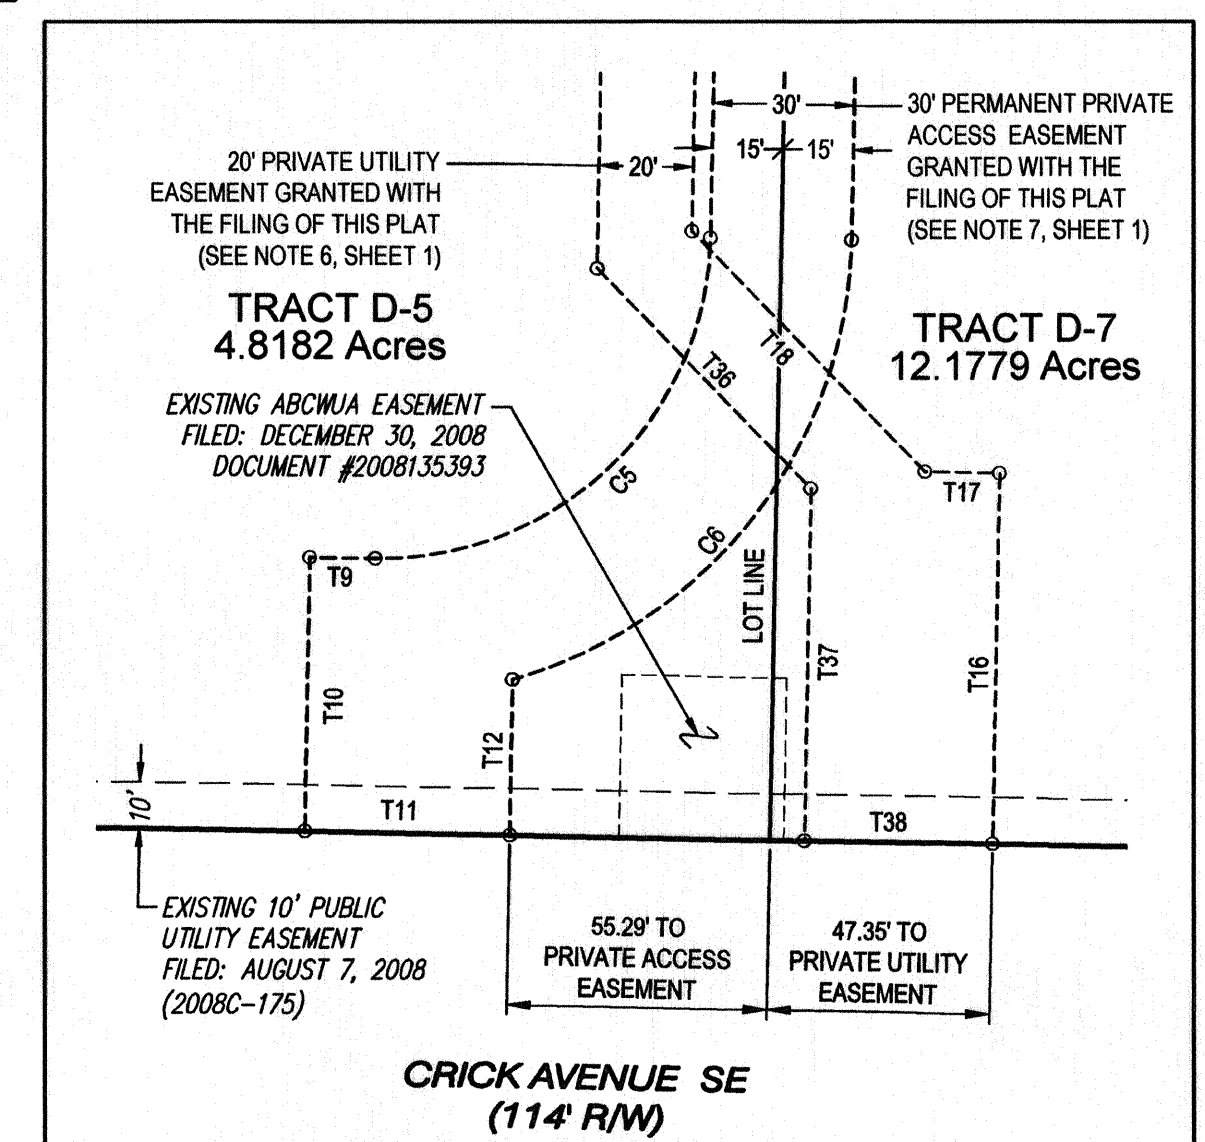 30'
15'
15'
20'
30' PERMANENT PRIVATE
ACCESS EASEMENT
GRANTED WITH THE
FILING OF THIS PLAT
(SEE NOTE 7, SHEET 1)
20' PRIVATE UTILITY
EASEMENT GRANTED WITH
THE FILING OF THIS PLAT
(SEE NOTE 6, SHEET 1)
TRACT D-5
4.8182 Acres
TRACT D-7
12.1779 Acres
T36
T18
EXISTING ABCWUA EASEMENT
FILED: DECEMBER 30, 2008
DOCUMENT #2008135393
C5
C6
T17
T9
LOT LINE
T10
T12
T37
T16
10'
T11
T38
EXISTING 10' PUBLIC
UTILITY EASEMENT
FILED: AUGUST 7, 2008
(2008C-175)
55.29' TO
PRIVATE ACCESS
EASEMENT
47.35' TO
PRIVATE UTILITY
EASEMENT
CRICK AVENUE SE
(114' R/W)